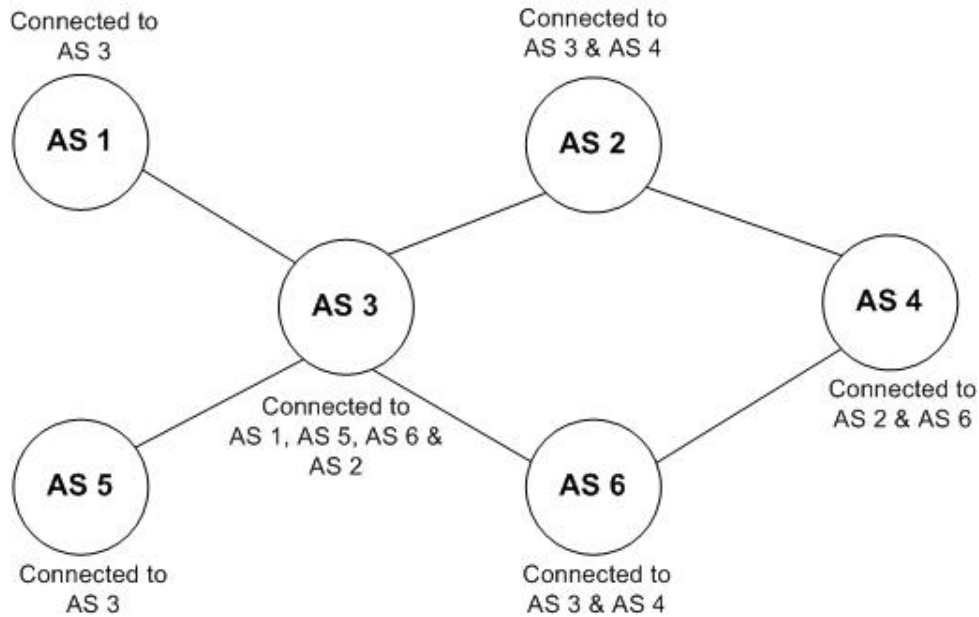 Connected to
AS 3
AS 1
Connected to
AS 3 & AS 4
AS 2
AS 3
Connected to
AS 1, AS 5, AS 6 &
AS 2
AS 4
Connected to
AS 2 & AS 6
AS 5
Connected to
AS 3
AS 6
Connected to
AS 3 & AS 4